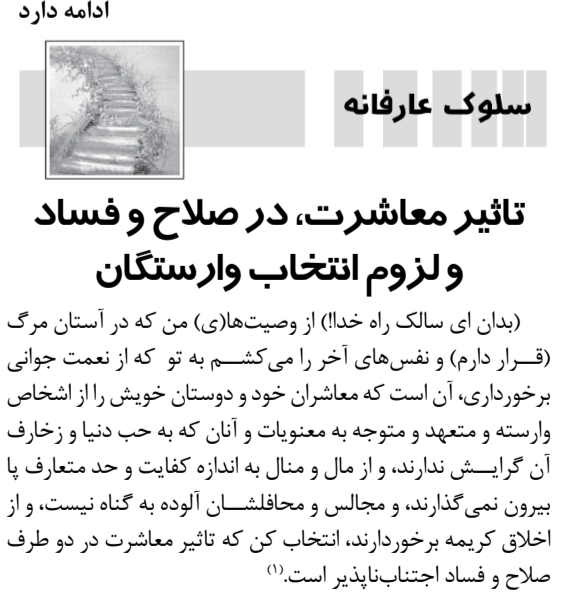 ادامه دارد
سلوک عارفانه
تاثیر معاشرت، در صلاح و فساد
و لزوم انتخاب وارستگان
(بدان ای سالک راه خدا!) از وصیت‌ها(ی) من که در آستان مرگ
(قـــرار دارم) و نفس‌های آخر را می‌کشـــم به تو که از نعمت جوانی
برخورداری، آن است که معاشران خود و دوستان خویش را از اشخاص
وارسته و متعهد و متوجه به معنویات و آنان که به حب دنیا و زخارف
آن گرایـــش ندارند، و از مال و منال به اندازه کفایت و حد متعارف پا
بیرون نمی‌گذارند، و مجالس و محافلشـــان آلوده به گناه نیست، و از
اخلاق کریمه برخوردارند، انتخاب کن که تاثیر معاشرت در دو طرف
صلاح و فساد اجتناب‌ناپذیر است.(۱)